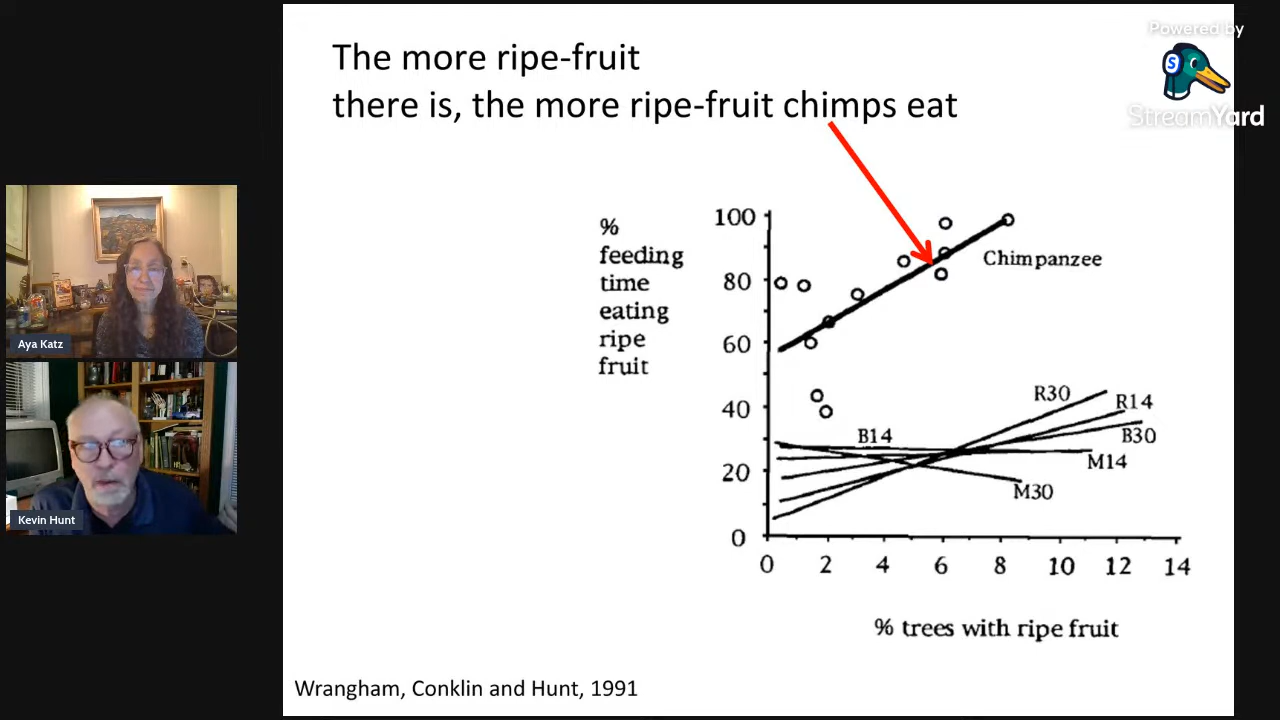 The more ripe-fruit
there is, the more ripe-fruit chimps eat
Powered by
S
StreamYard
%
feeding
time
eating
ripe
fruit
100
80
60
40
20
0
Chimpanzee
R30
R14
B14
B30
M14
M30
0 2 4 6 8 10 12 14
% trees with ripe fruit
Aya Katz
Kevin Hunt
Wrangham, Conklin and Hunt, 1991